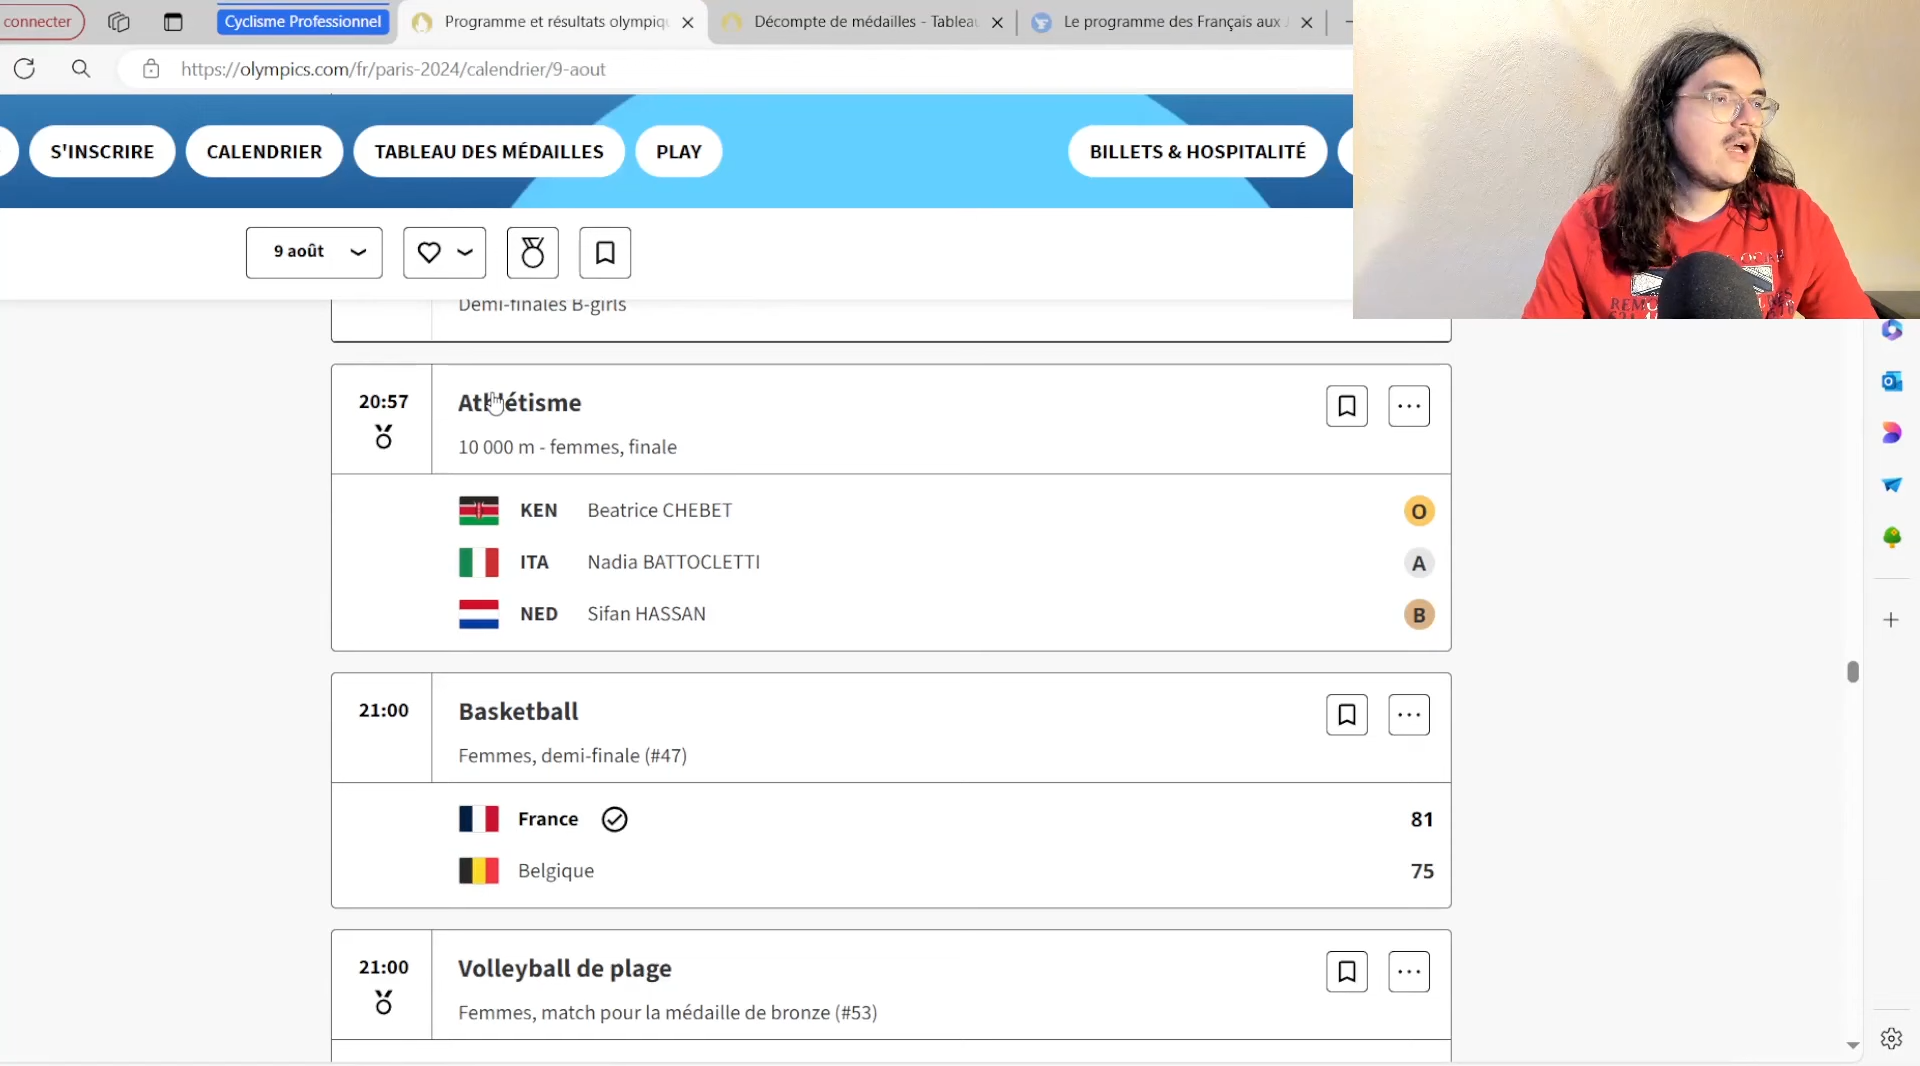 connecter
Cyclisme Professionnel
Programme et résultats olympiqu
Décompte de médailles - Tableau
Le programme des Français aux J
https://olympics.com/fr/paris-2024/calendrier/9-aout
S'INSCRIRE
CALENDRIER
TABLEAU DES MÉDAILLES
PLAY
BILLETS & HOSPITALITÉ
9 août
Demi-finales B-girls
20:57
Athlétisme
10 000 m - femmes, finale
KEN Beatrice CHEBET O
ITA Nadia BATTOCLETTI A
NED Sifan HASSAN B
21:00
Basketball
Femmes, demi-finale (#47)
France 81
Belgique 75
21:00
Volleyball de plage
Femmes, match pour la médaille de bronze (#53)